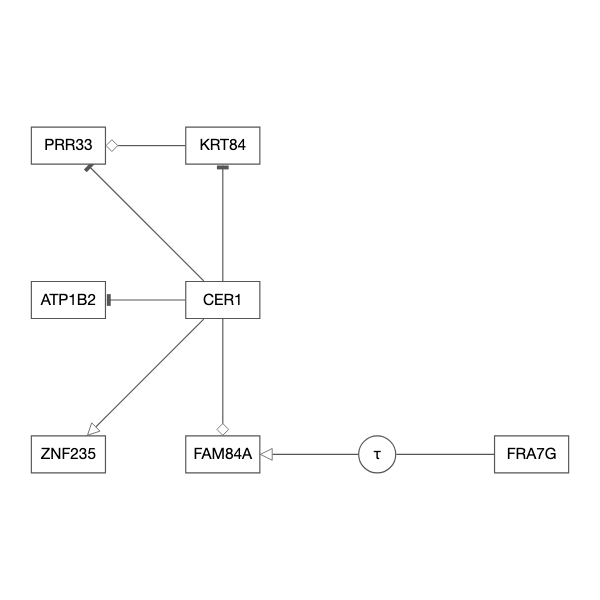 PRR33
KRT84
ATP1B2
CER1
ZNF235
FAM84A
τ
FRA7G